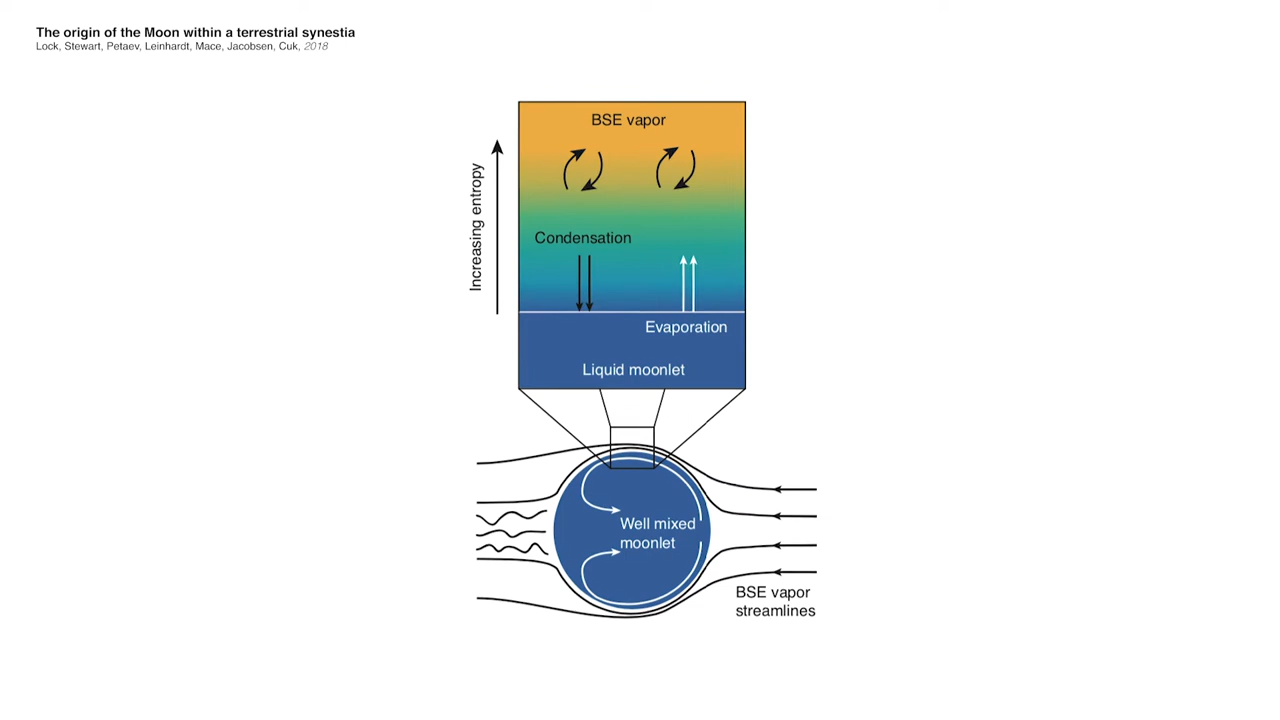 The origin of the Moon within a terrestrial synestia
Lock, Stewart, Petaev, Leinhardt, Mace, Jacobsen, Cuk, 2018
BSE vapor
Increasing entropy
Condensation
Evaporation
Liquid moonlet
Well mixed
moonlet
BSE vapor
streamlines